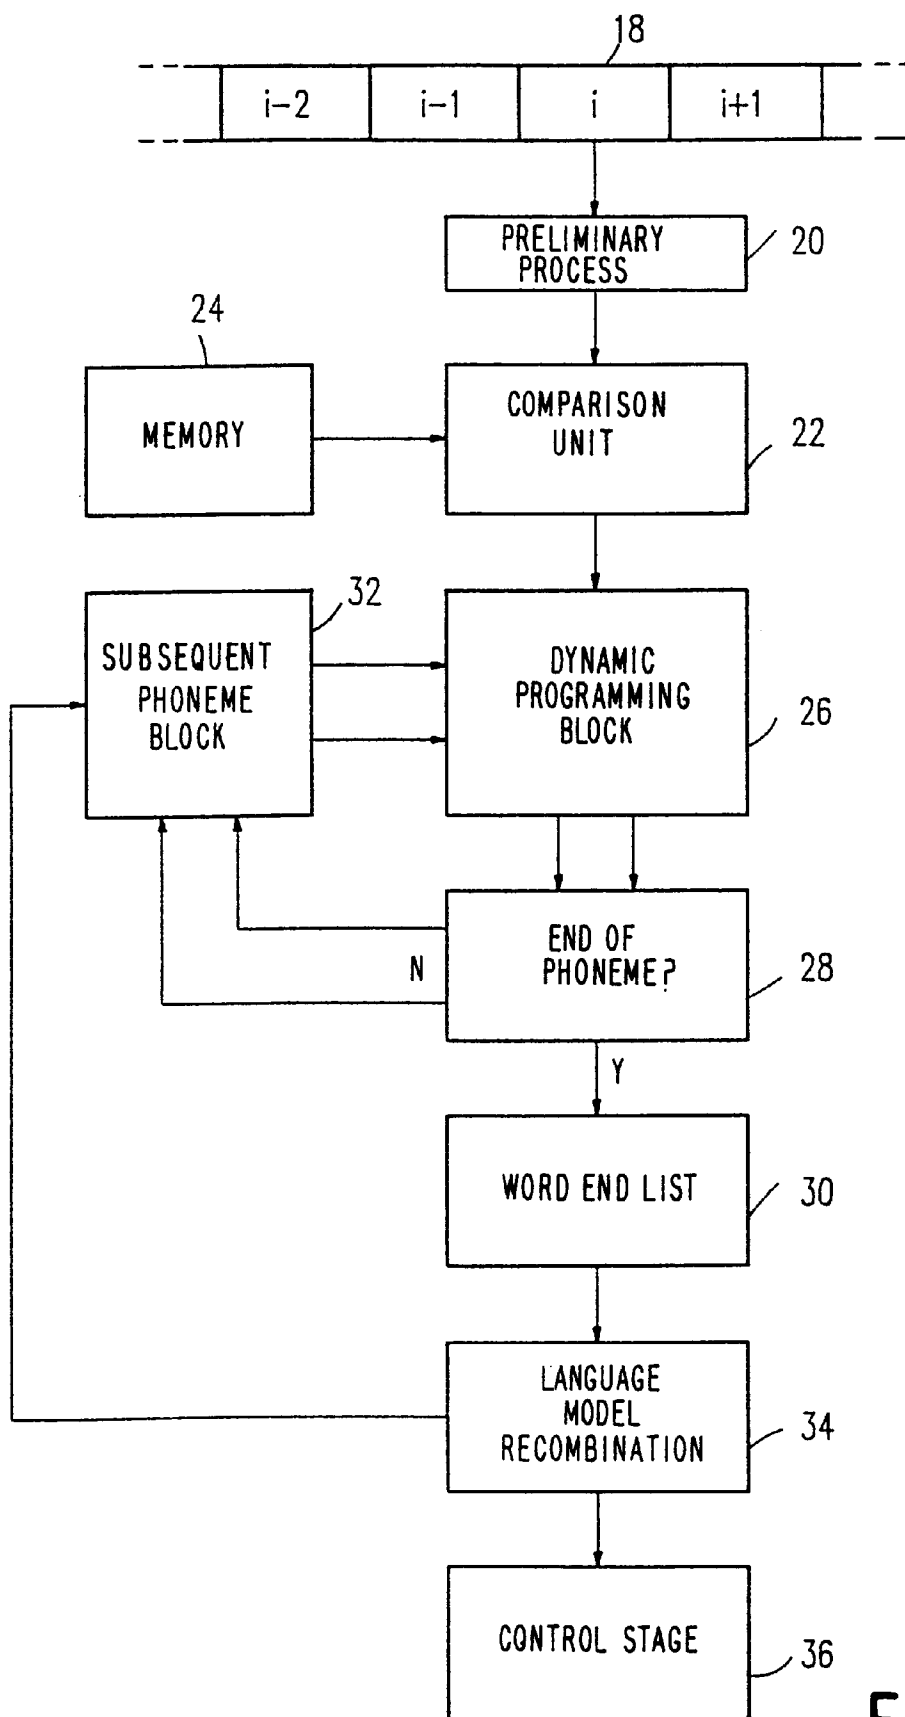 18
i-2 i-1 i i+1
PRELIMINARY
PROCESS
20
24
MEMORY
COMPARISON
UNIT
22
32
SUBSEQUENT
PHONEME
BLOCK
DYNAMIC
PROGRAMMING
BLOCK
26
END OF
PHONEME?
N
28
Y
WORD END LIST
30
LANGUAGE
MODEL
RECOMBINATION
34
CONTROL STAGE
36